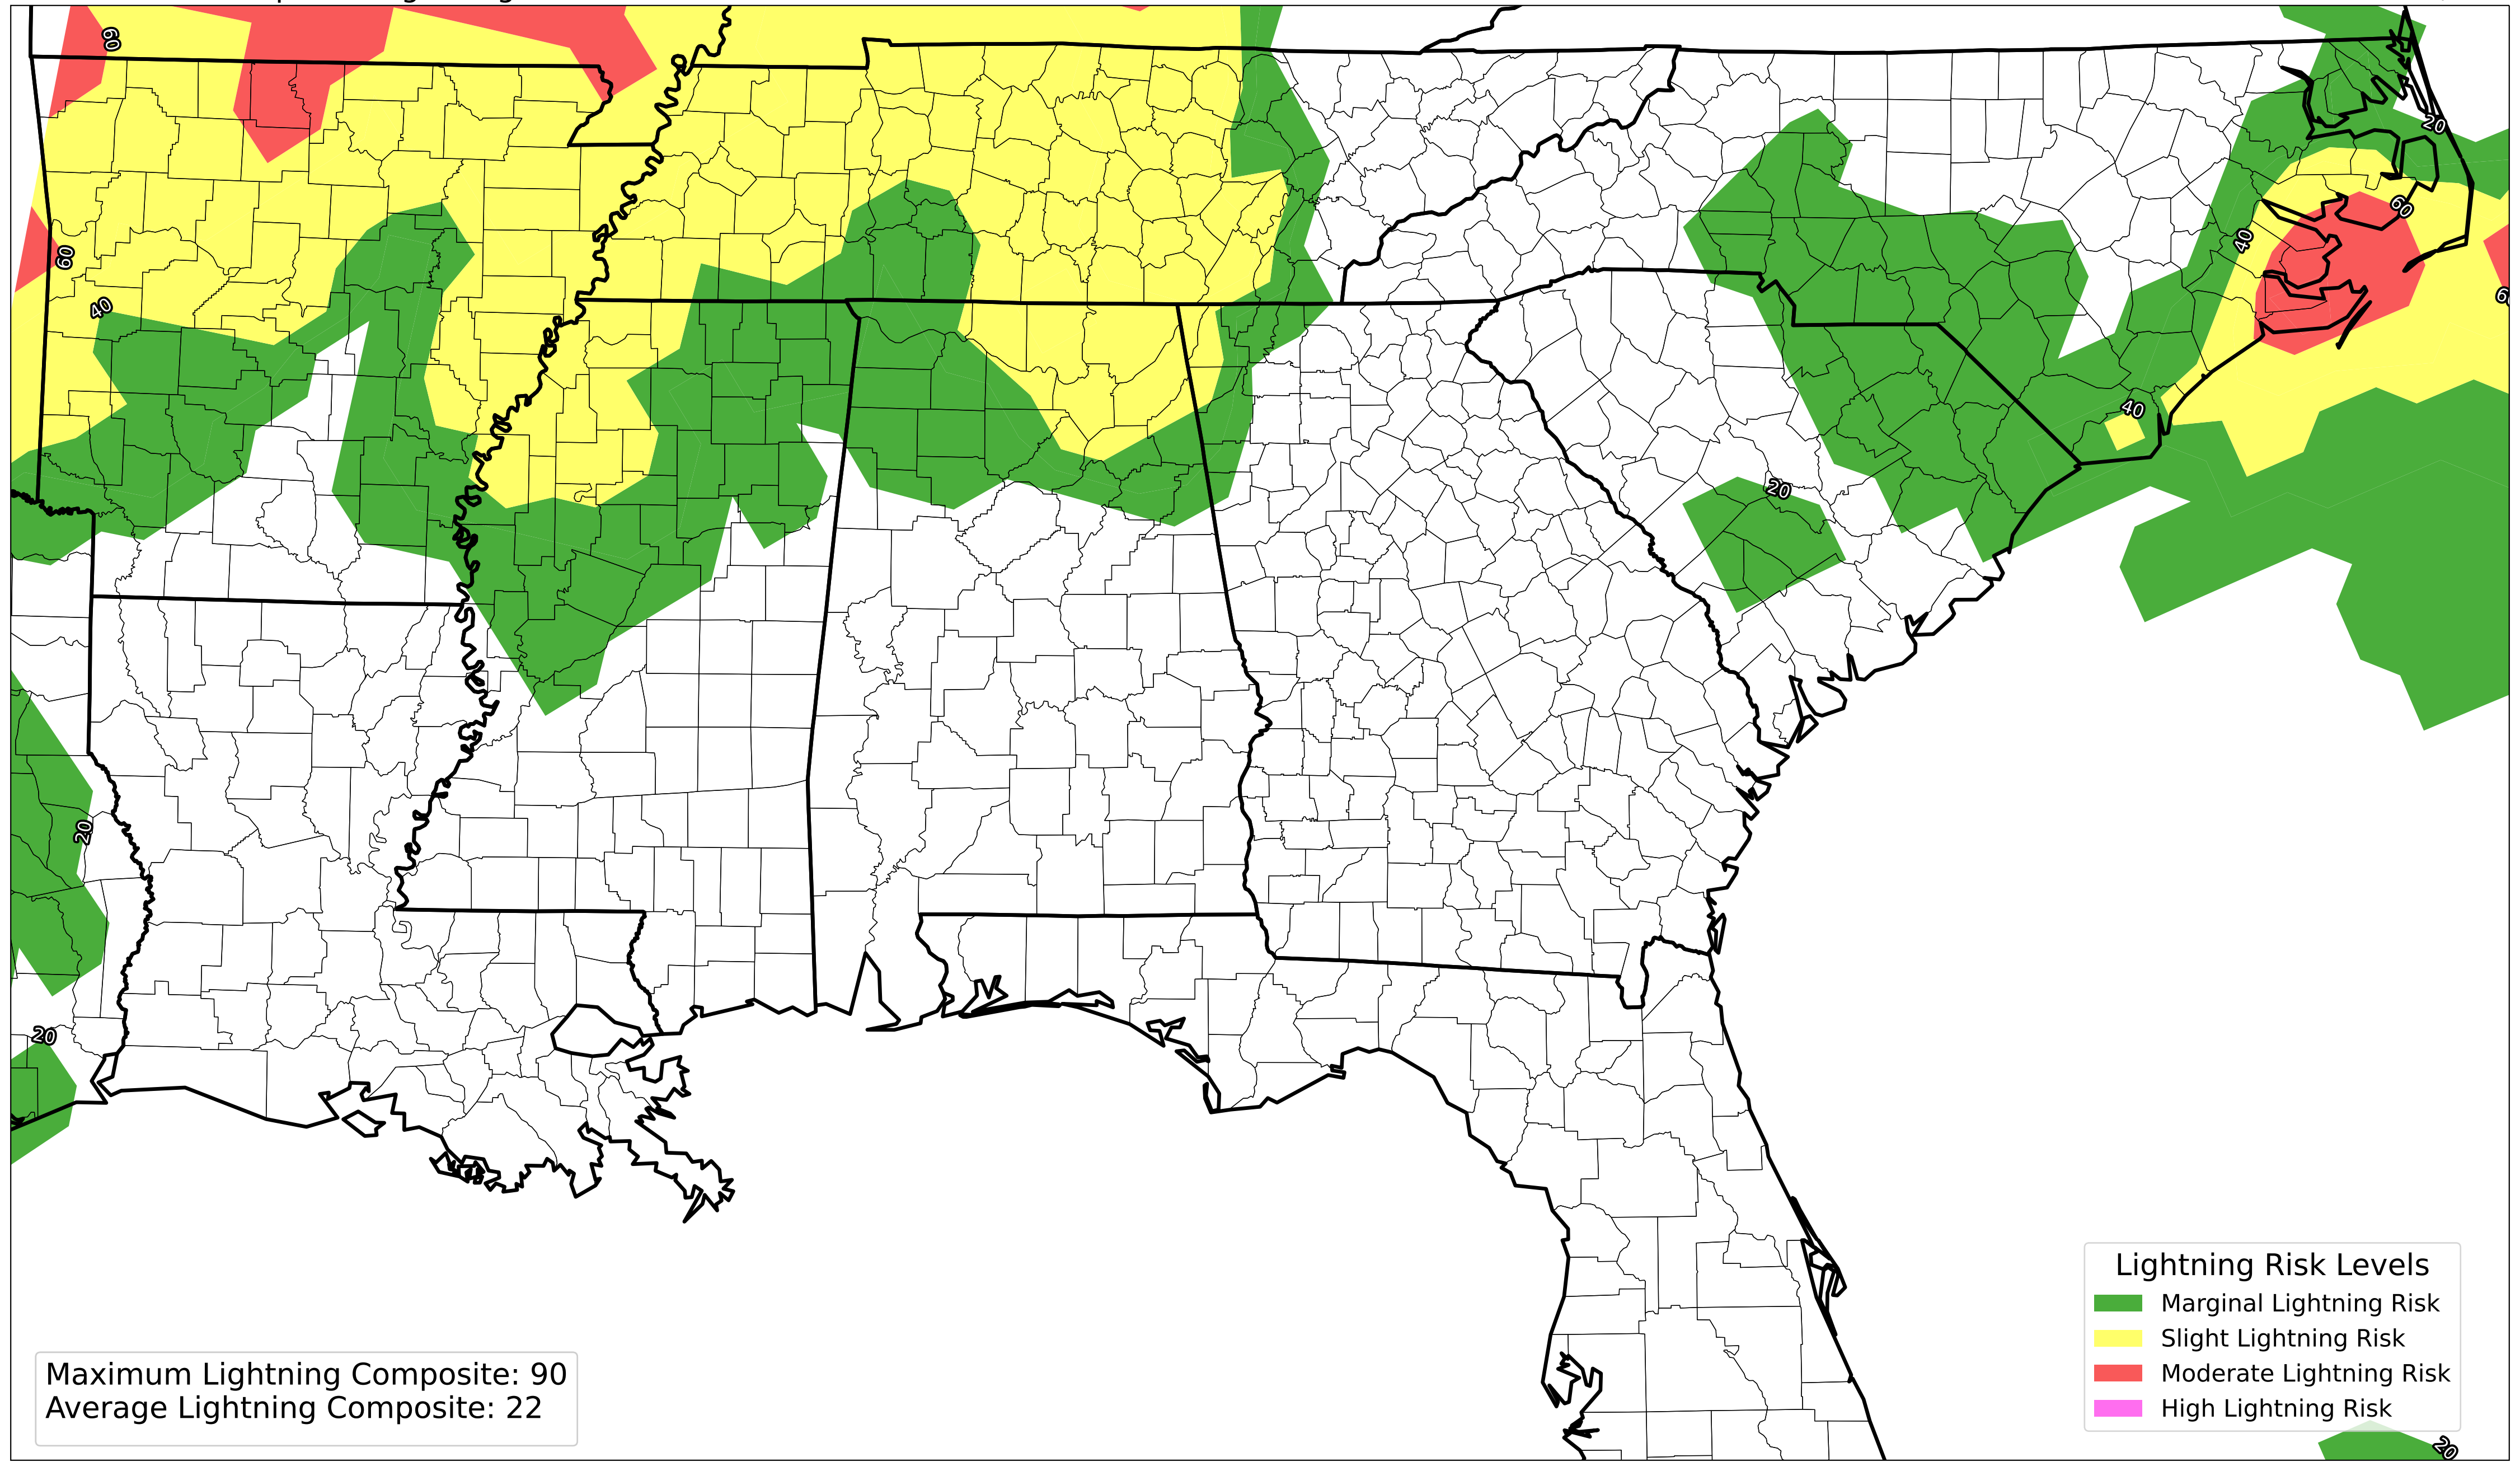 60
20
60
60
40
40
60
40
20
20
20
Lightning Risk Levels
Marginal Lightning Risk
Slight Lightning Risk
Moderate Lightning Risk
High Lightning Risk
Maximum Lightning Composite: 90
Average Lightning Composite: 22
20